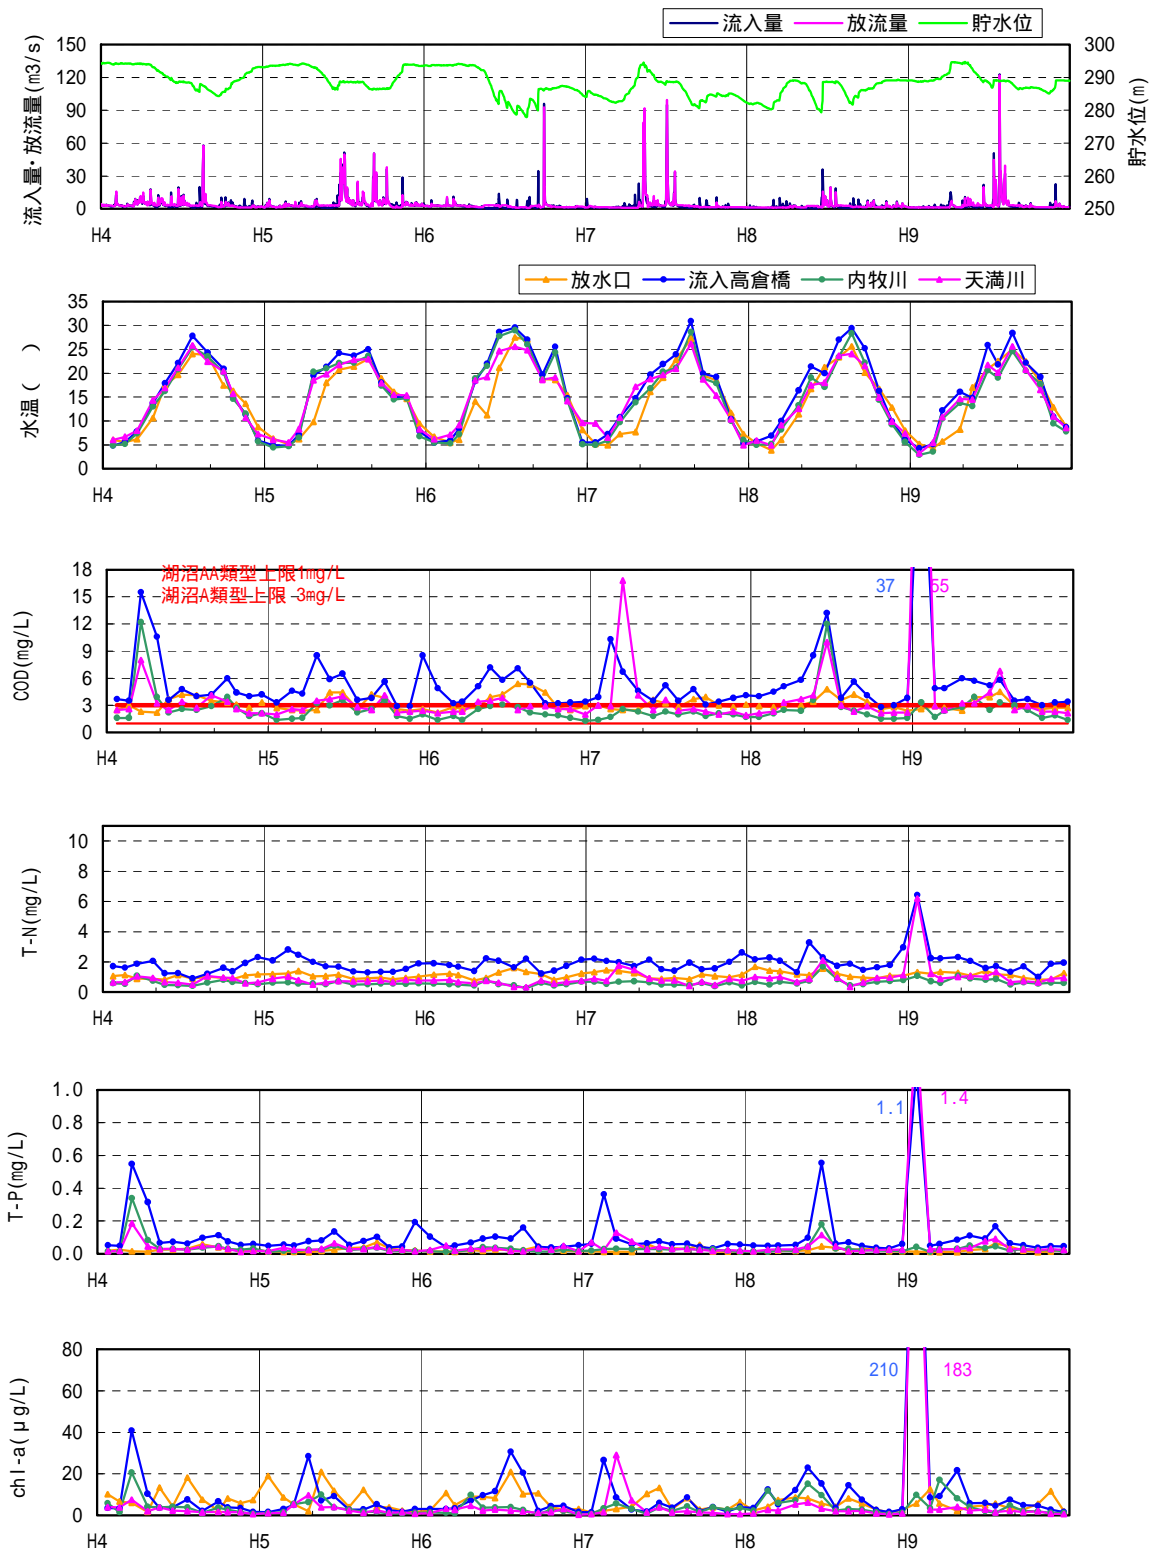 流入量 放流量 貯水位
流入量・放流量(m3/s)
150
120
90
60
30
0
貯水位(m)
300
290
280
270
260
250
H4 H5 H6 H7 H8 H9
放水口 流入高倉橋 内牧川 天満川
水温( )
35
30
25
20
15
10
5
0
H4 H5 H6 H7 H8 H9
COD(mg/L)
18
15
12
9
6
3
0
湖沼AA類型上限1mg/L
湖沼A類型上限 3mg/L
37 55
H4 H5 H6 H7 H8 H9
T-N(mg/L)
10
8
6
4
2
0
H4 H5 H6 H7 H8 H9
T-P(mg/L)
1.0
0.8
0.6
0.4
0.2
0.0
1.1 1.4
H4 H5 H6 H7 H8 H9
chl-a(μg/L)
80
60
40
20
0
210 183
H4 H5 H6 H7 H8 H9